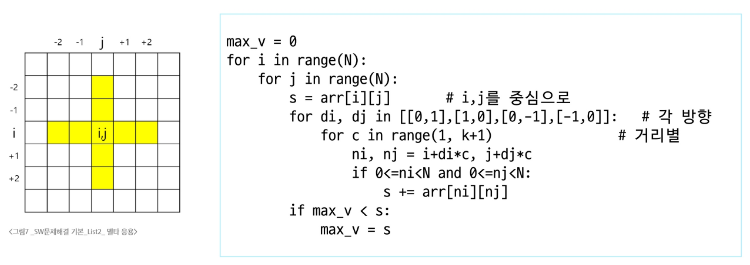 -2 -1 j +1 +2
-2
-1
i i,j
+1
+2
<그림7 _SW문제해결 기본_List2_ 델타 응용>
max_v = 0
for i in range(N):
for j in range(N):
s = arr[i][j] # i,j를 중심으로
for di, dj in [[0,1],[1,0],[0,-1],[-1,0]]: # 각 방향
for c in range(1, k+1) # 거리별
ni, nj = i+di*c, j+dj*c
if 0<=ni<N and 0<=nj<N:
s += arr[ni][nj]
if max_v < s:
max_v = s